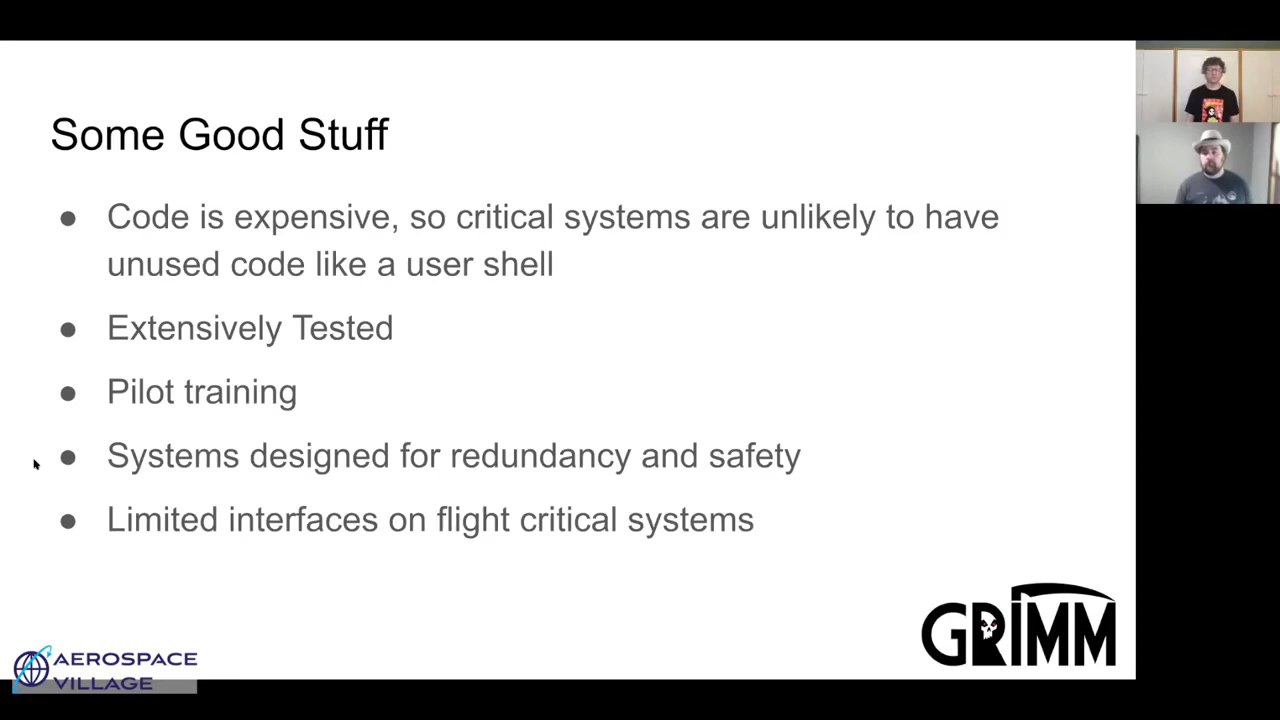 Some Good Stuff
● Code is expensive, so critical systems are unlikely to have
unused code like a user shell
● Extensively Tested
● Pilot training
● Systems designed for redundancy and safety
● Limited interfaces on flight critical systems
GRIMM
AEROSPACE
VILLAGE